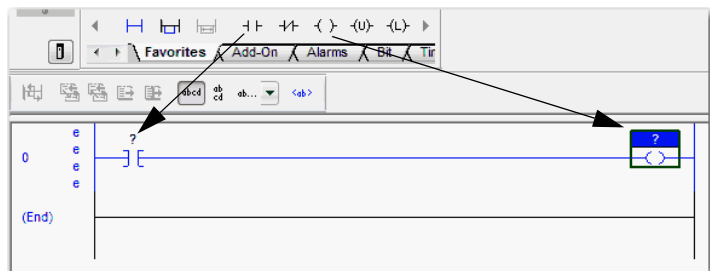 (U) (L)
Favorites Add-On Alarms Bit Tir
abcd ab cd ab... <ab>
e
? ?
0 e
e
e
(End)